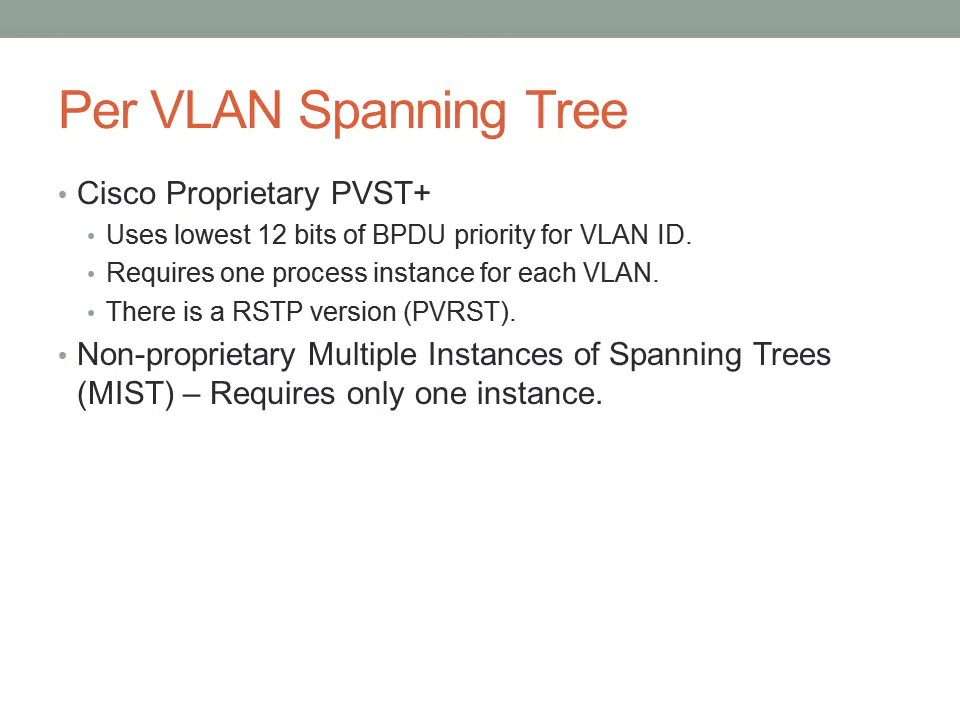 Per VLAN Spanning Tree
• Cisco Proprietary PVST+
• Uses lowest 12 bits of BPDU priority for VLAN ID.
• Requires one process instance for each VLAN.
• There is a RSTP version (PVRST).
• Non-proprietary Multiple Instances of Spanning Trees
(MIST) – Requires only one instance.